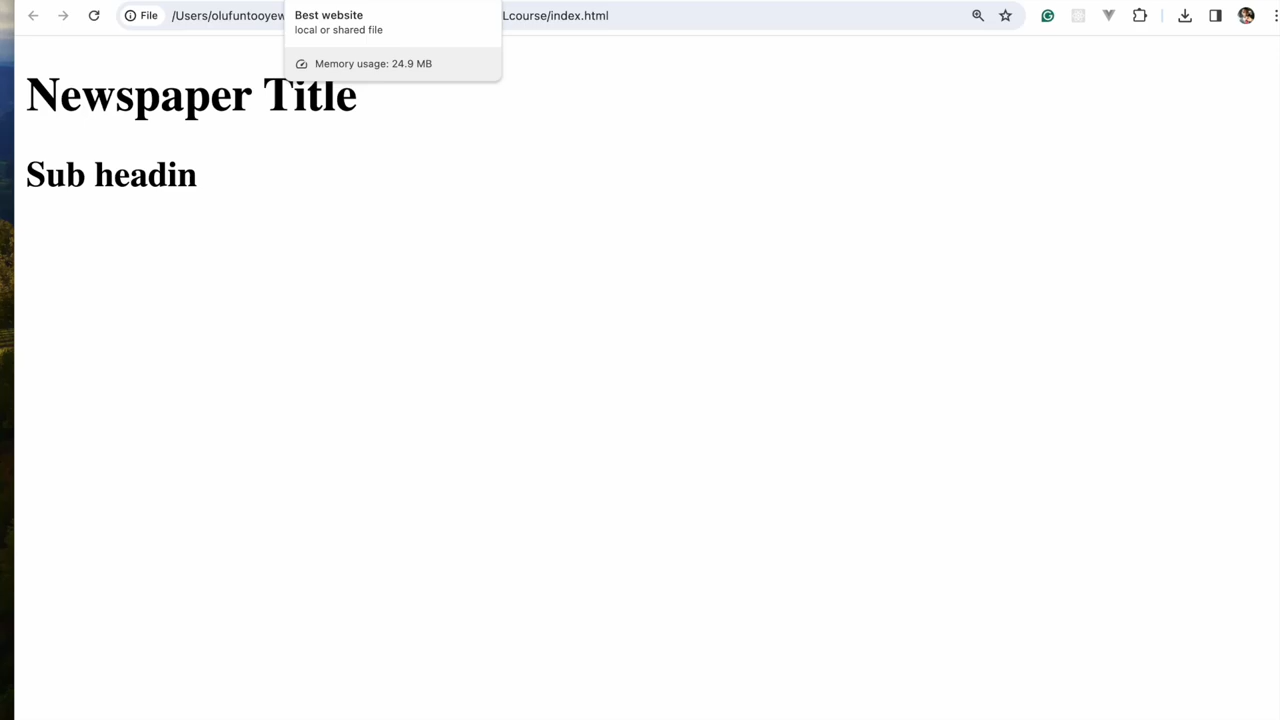 File /Users/olufuntooyew Lcourse/index.html
Best website
local or shared file
Memory usage: 24.9 MB
Newspaper Title
Sub headin